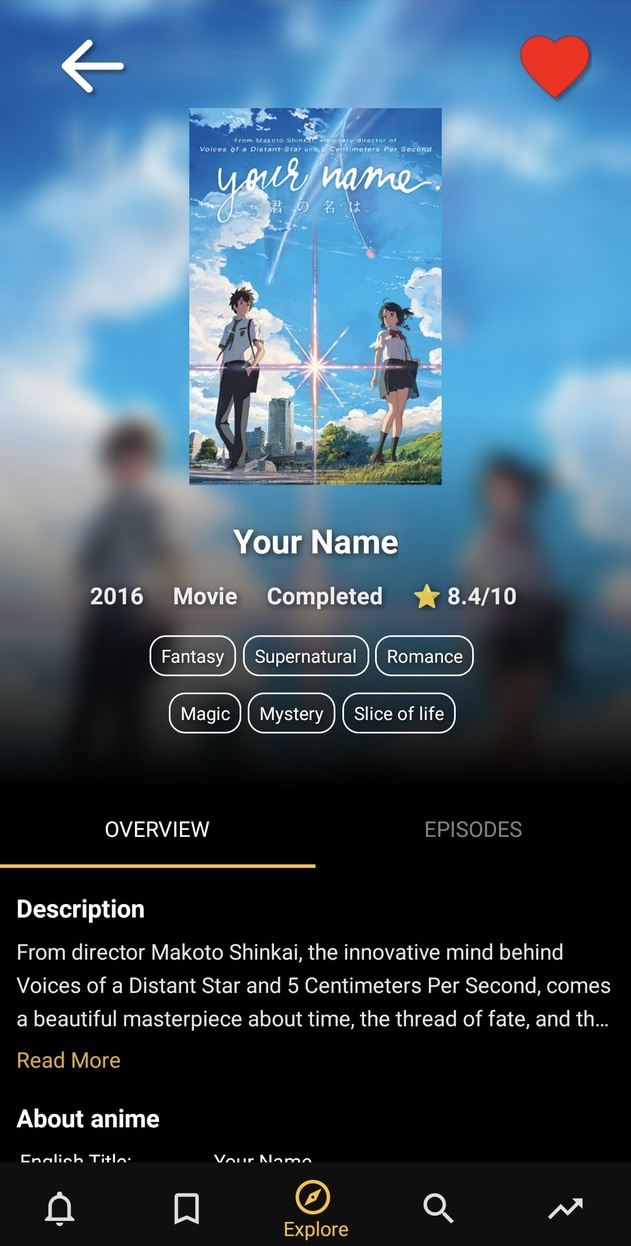 From Makoto Shinkai, visionary director of
Voices of a Distant Star and 5 Centimeters Per Second
your name.
君の名は。
Your Name
2016 Movie Completed 8.4/10
Fantasy Supernatural Romance
Magic Mystery Slice of life
OVERVIEW EPISODES
Description
From director Makoto Shinkai, the innovative mind behind
Voices of a Distant Star and 5 Centimeters Per Second, comes
a beautiful masterpiece about time, the thread of fate, and th...
Read More
About anime
English Title: Your Name
Explore